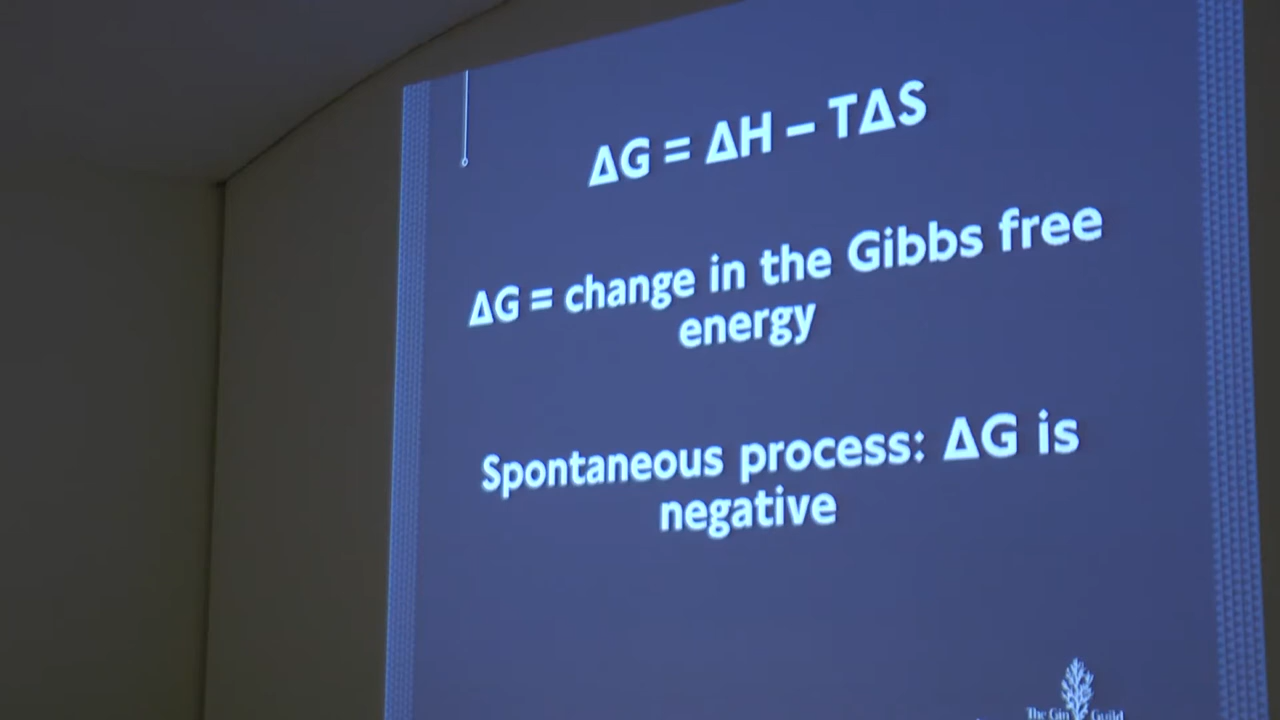 ΔG = ΔH – TΔS
ΔG = change in the Gibbs free
energy
Spontaneous process: ΔG is
negative
The Gin Guild